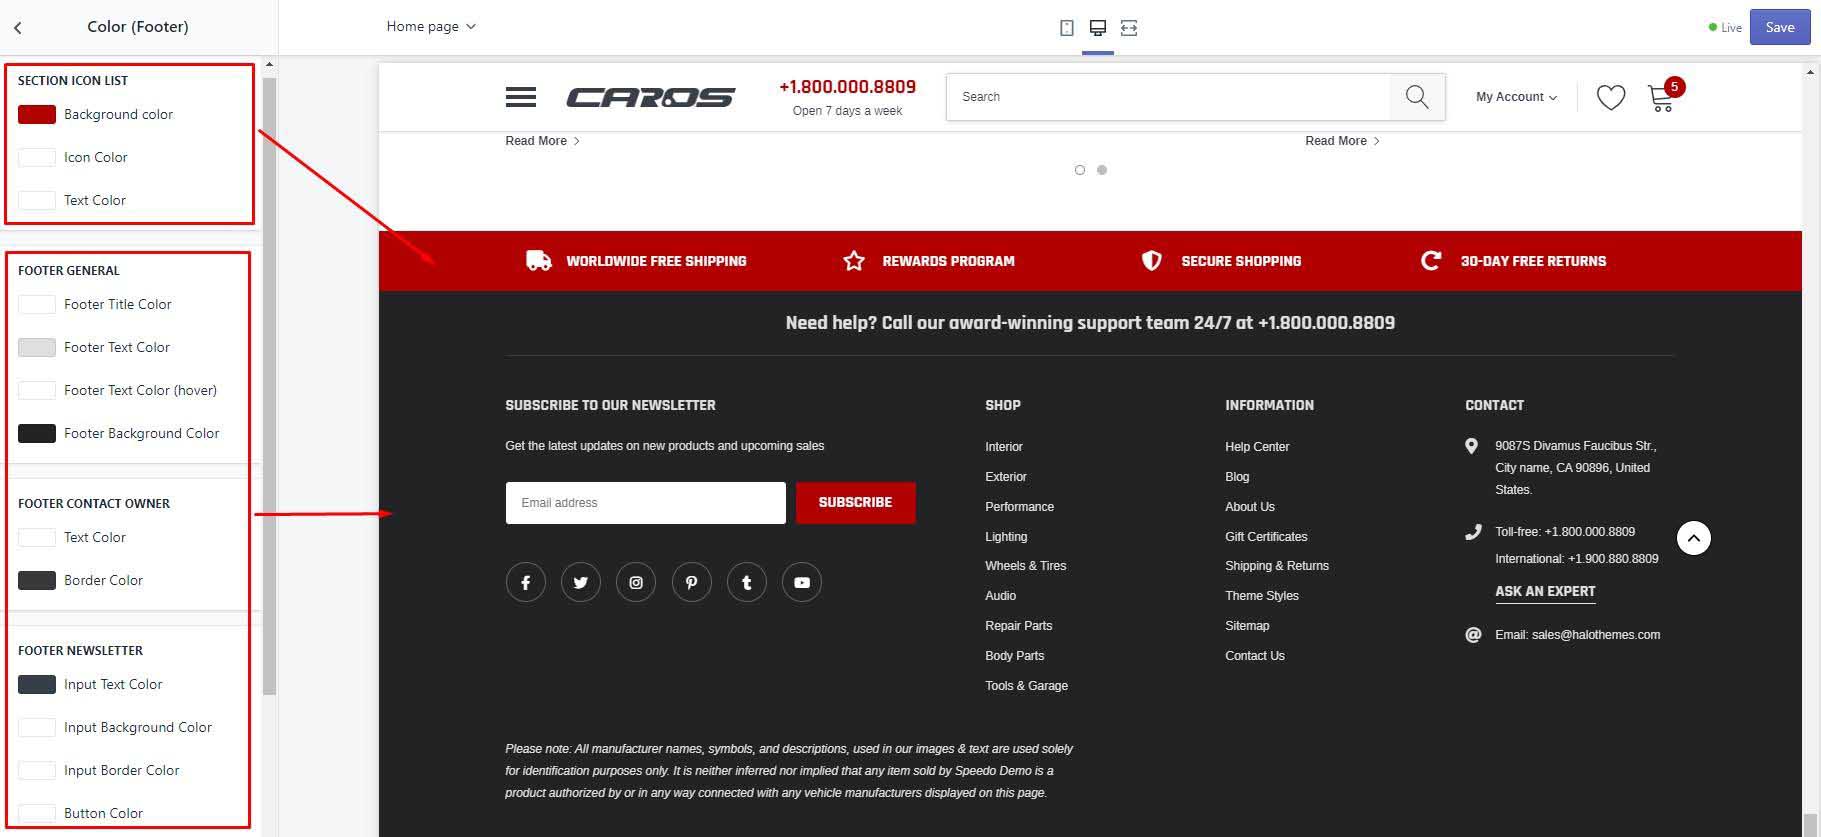 Color (Footer)
Home page
Live
Save
SECTION ICON LIST
Background color
Icon Color
Text Color
FOOTER GENERAL
Footer Title Color
Footer Text Color
Footer Text Color (hover)
Footer Background Color
FOOTER CONTACT OWNER
Text Color
Border Color
FOOTER NEWSLETTER
Input Text Color
Input Background Color
Input Border Color
Button Color
CAROS
+1.800.000.8809
Open 7 days a week
Search
My Account
5
Read More
Read More
WORLDWIDE FREE SHIPPING
REWARDS PROGRAM
SECURE SHOPPING
30-DAY FREE RETURNS
Need help? Call our award-winning support team 24/7 at +1.800.000.8809
SUBSCRIBE TO OUR NEWSLETTER
Get the latest updates on new products and upcoming sales
Email address
SUBSCRIBE
SHOP
Interior
Exterior
Performance
Lighting
Wheels & Tires
Audio
Repair Parts
Body Parts
Tools & Garage
INFORMATION
Help Center
Blog
About Us
Gift Certificates
Shipping & Returns
Theme Styles
Sitemap
Contact Us
CONTACT
9087S Divamus Faucibus Str.,
City name, CA 90896, United
States.
Toll-free: +1.800.000.8809
International: +1.900.880.8809
ASK AN EXPERT
Email: sales@halothemes.com
Please note: All manufacturer names, symbols, and descriptions, used in our images & text are used solely
for identification purposes only. It is neither inferred nor implied that any item sold by Speedo Demo is a
product authorized by or in any way connected with any vehicle manufacturers displayed on this page.